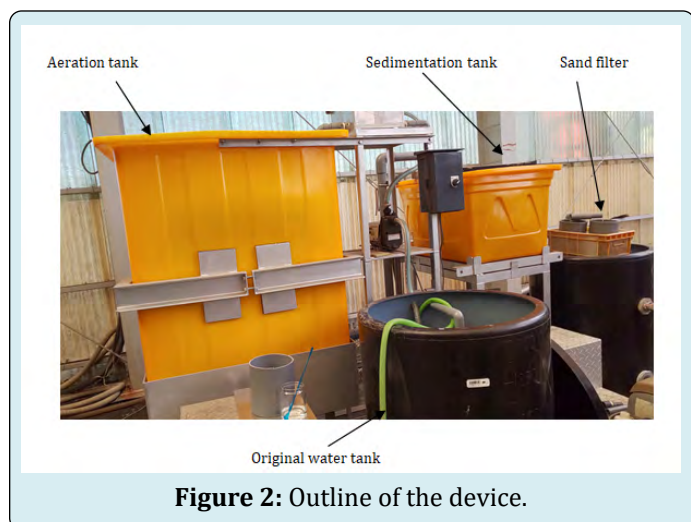 Aeration tank
Sedimentation tank
Sand filter
Original water tank
Figure 2: Outline of the device.